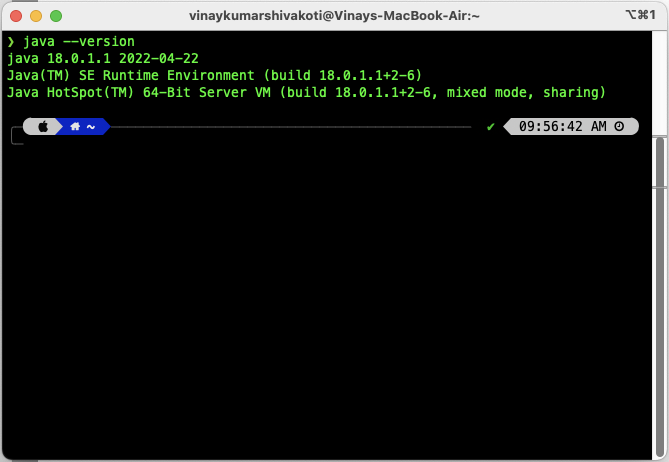 vinaykumarshivakoti@Vinays-MacBook-Air:~
⌥⌘1
❯ java --version
java 18.0.1.1 2022-04-22
Java(TM) SE Runtime Environment (build 18.0.1.1+2-6)
Java HotSpot(TM) 64-Bit Server VM (build 18.0.1.1+2-6, mixed mode, sharing)
~ ✔ 09:56:42 AM